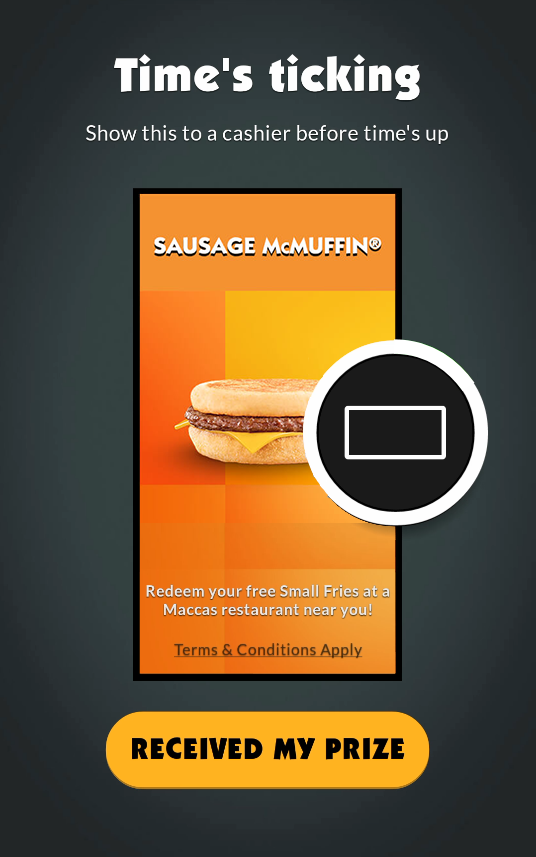 Time's ticking
Show this to a cashier before time's up
SAUSAGE McMUFFIN®
Redeem your free Small Fries at a
Maccas restaurant near you!
Terms & Conditions Apply
RECEIVED MY PRIZE